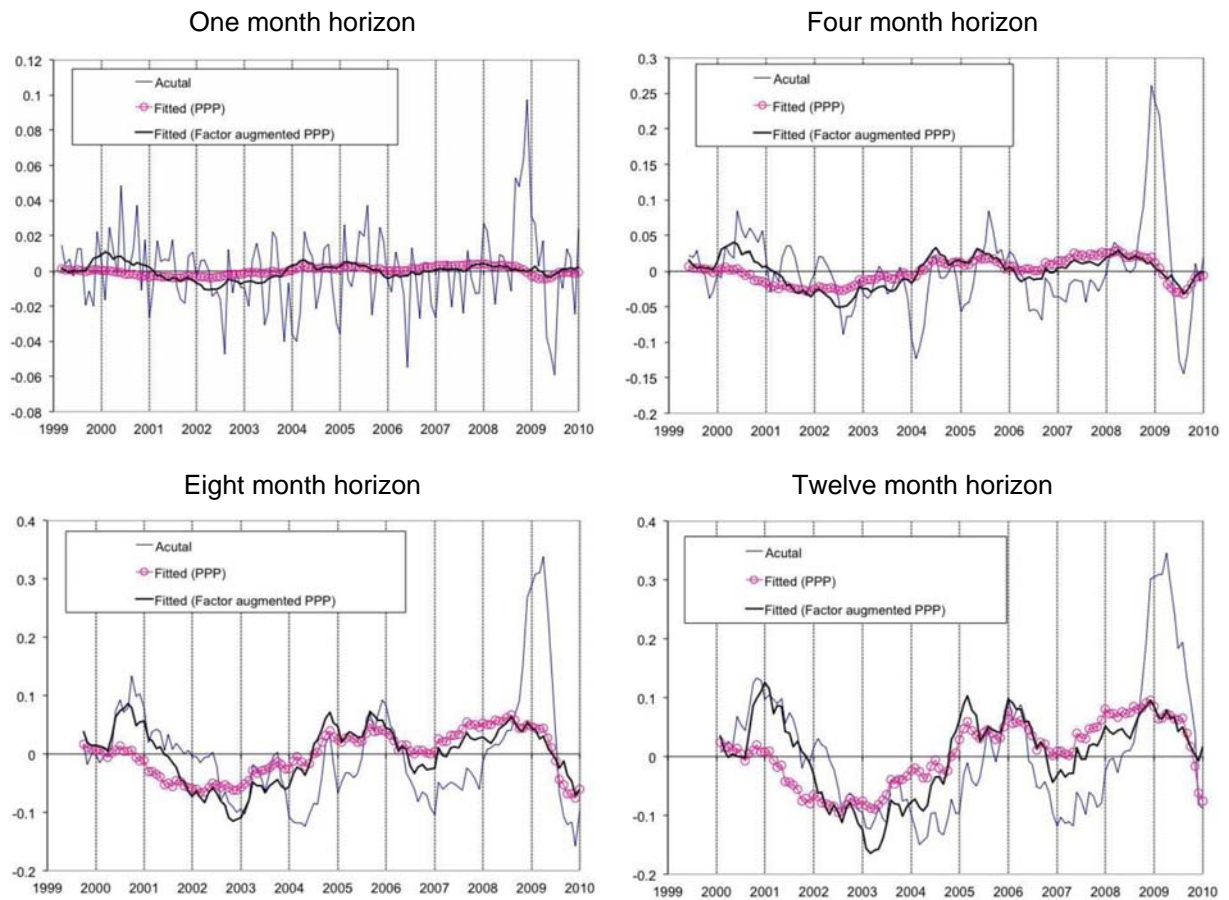 One month horizon
0.12
0.1
0.08
0.06
0.04
0.02
0
-0.02
-0.04
-0.06
-0.08
Acutal
Fitted (PPP)
Fitted (Factor augmented PPP)
1999 2000 2001 2002 2003 2004 2005 2006 2007 2008 2009 2010
Four month horizon
0.3
0.25
0.2
0.15
0.1
0.05
0
-0.05
-0.1
-0.15
-0.2
Acutal
Fitted (PPP)
Fitted (Factor augmented PPP)
1999 2000 2001 2002 2003 2004 2005 2006 2007 2008 2009 2010
Eight month horizon
0.4
0.3
0.2
0.1
0
-0.1
-0.2
Acutal
Fitted (PPP)
Fitted (Factor augmented PPP)
1999 2000 2001 2002 2003 2004 2005 2006 2007 2008 2009 2010
Twelve month horizon
0.4
0.3
0.2
0.1
0
-0.1
-0.2
Acutal
Fitted (PPP)
Fitted (Factor augmented PPP)
1999 2000 2001 2002 2003 2004 2005 2006 2007 2008 2009 2010